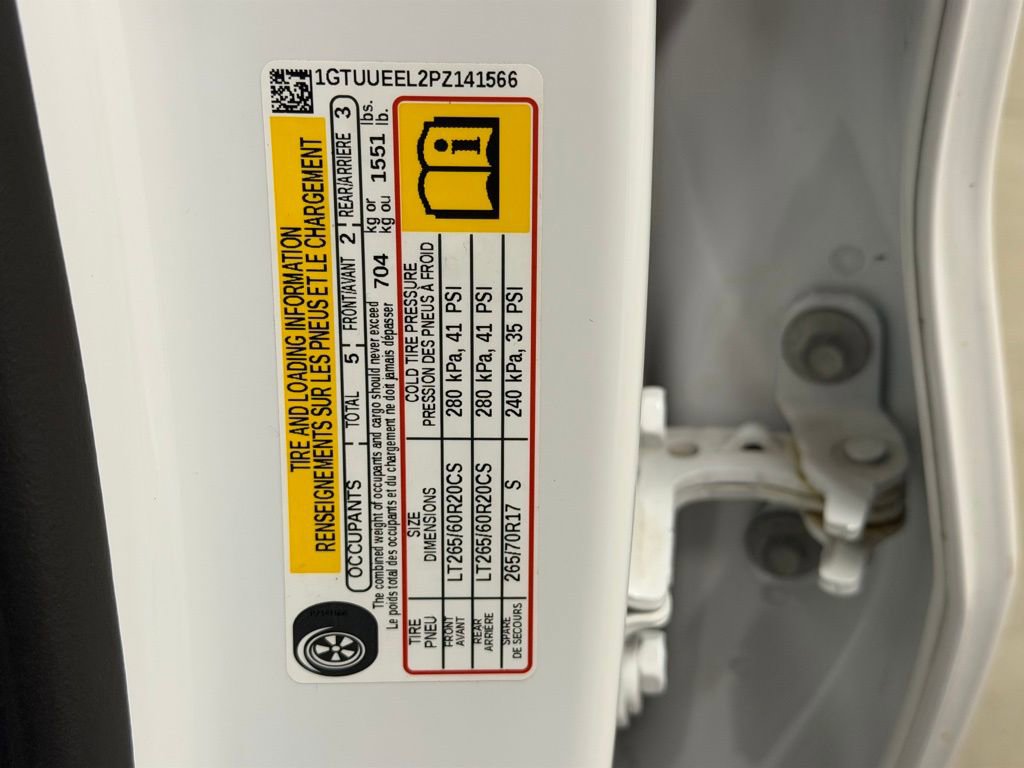 1GTUUEEL2PZ141566
TIRE AND LOADING INFORMATION
RENSEIGNEMENTS SUR LES PNEUS ET LE CHARGEMENT
OCCUPANTS TOTAL 5 FRONT/AVANT 2 REAR/ARRIERE 3
The combined weight of occupants and cargo should never exceed 704 kg or 1551 lbs.
Le poids total des occupants et du chargement ne doit jamais dépasser kg ou lb.
TIRE SIZE COLD TIRE PRESSURE
PNEU DIMENSIONS PRESSION DES PNEUS À FROID
FRONT LT265/60R20CS 280 kPa, 41 PSI
AVANT
REAR LT265/60R20CS 280 kPa, 41 PSI
ARRIERE
SPARE 265/70R17 S 240 kPa, 35 PSI
DE SECOURS